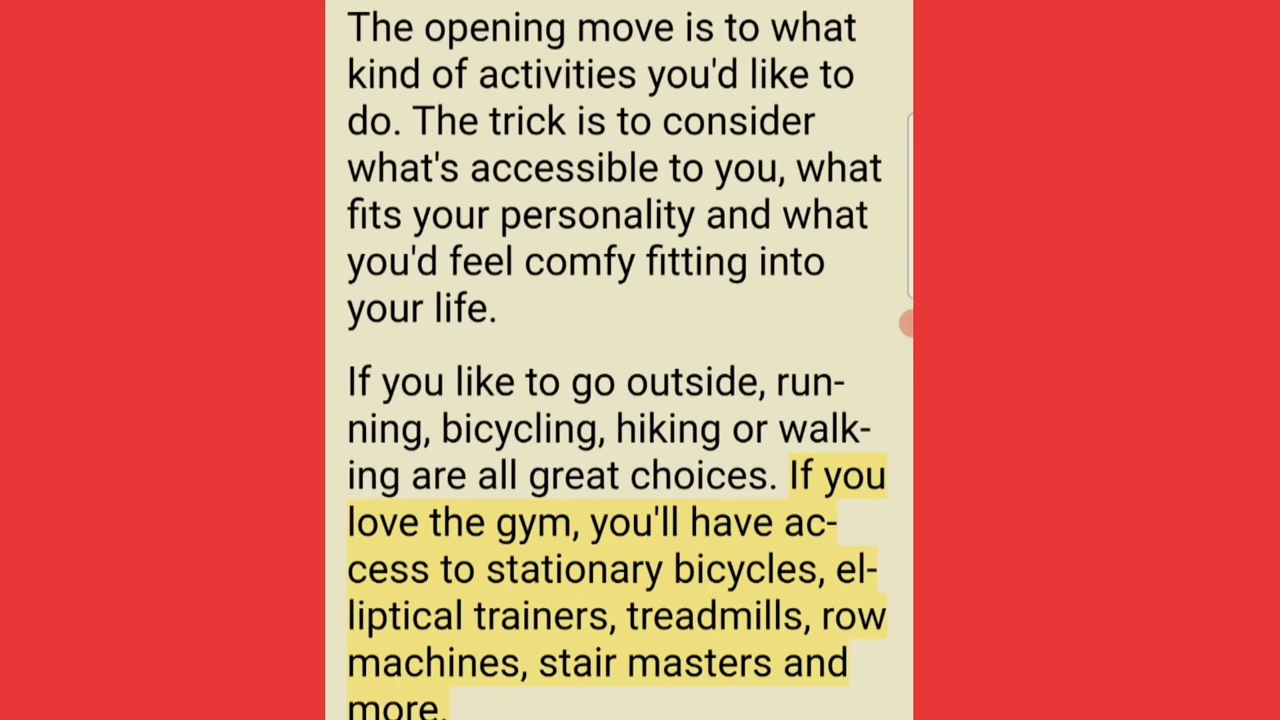 The opening move is to what
kind of activities you'd like to
do. The trick is to consider
what's accessible to you, what
fits your personality and what
you'd feel comfy fitting into
your life.
If you like to go outside, run-
ning, bicycling, hiking or walk-
ing are all great choices. If you
love the gym, you'll have ac-
cess to stationary bicycles, el-
liptical trainers, treadmills, row
machines, stair masters and
more.